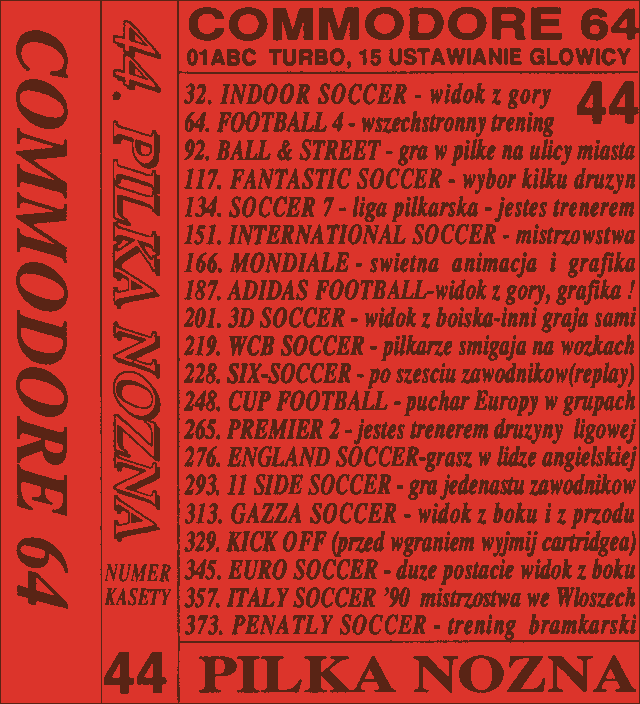 COMMODORE 64
44. PILKA NOZNA
NUMER
KASETY
44
COMMODORE 64
01ABC TURBO, 15 USTAWIANIE GLOWICY
44
32. INDOOR SOCCER - widok z gory
64. FOOTBALL 4 - wszechstronny trening
92. BALL & STREET - gra w pilke na ulicy miasta
117. FANTASTIC SOCCER - wybor kilku druzyn
134. SOCCER 7 - liga pilkarska - jestes trenerem
151. INTERNATIONAL SOCCER - mistrzowstwa
166. MONDIALE - swietna animacja i grafika
187. ADIDAS FOOTBALL-widok z gory, grafika !
201. 3D SOCCER - widok z boiska-inni graja sami
219. WCB SOCCER - pilkarze smigaja na wozkach
228. SIX-SOCCER - po szesciu zawodnikow(replay)
248. CUP FOOTBALL - puchar Europy w grupach
265. PREMIER 2 - jestes trenerem druzyny ligowej
276. ENGLAND SOCCER-grasz w lidze angielskiej
293. 11 SIDE SOCCER - gra jedenastu zawodnikow
313. GAZZA SOCCER - widok z boku i z przodu
329. KICK OFF (przed wgraniem wyjmij cartridgea)
345. EURO SOCCER - duze postacie widok z boku
357. ITALY SOCCER '90 mistrzostwa we Wloszech
373. PENATLY SOCCER - trening bramkarski
PILKA NOZNA